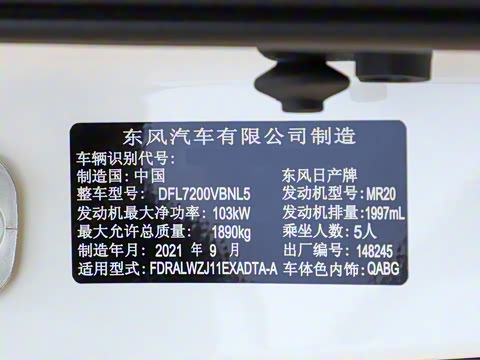 东风汽车有限公司制造
车辆识别代号:
制造国:中国 东风日产牌
整车型号: DFL7200VBNL5 发动机型号:MR20
发动机最大净功率: 103kW 发动机排量:1997mL
最大允许总质量: 1890kg 乘坐人数:5人
制造年月: 2021 年 9 月 出厂编号: 148245
适用型式:FDRALWZJ11EXADTA-A 车体色内饰:QABG